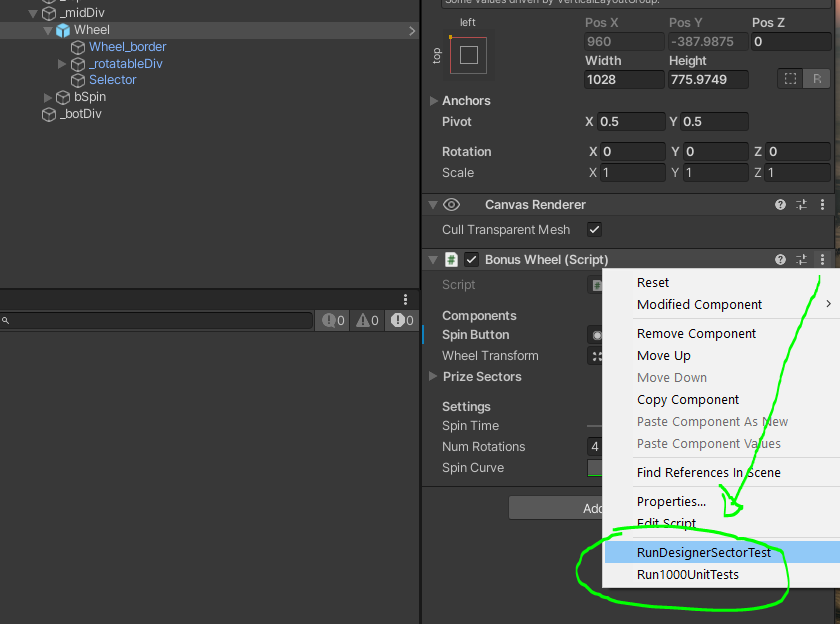 _midDiv
Wheel
Wheel_border
_rotatableDiv
Selector
bSpin
_botDiv
0 0 0
Some values driven by VerticalLayoutGroup.
left
top
Pos X Pos Y Pos Z
960 -387.9875 0
Width Height
1028 775.9749
R
Anchors
Pivot X 0.5 Y 0.5
Rotation X 0 Y 0 Z 0
Scale X 1 Y 1 Z 1
Canvas Renderer
Cull Transparent Mesh
# Bonus Wheel (Script)
Script #
Components
Spin Button
Wheel Transform
Prize Sectors
Settings
Spin Time
Num Rotations 4
Spin Curve
Add
Reset
Modified Component
Remove Component
Move Up
Move Down
Copy Component
Paste Component As New
Paste Component Values
Find References In Scene
Properties...
Edit Script
RunDesignerSectorTest
Run1000UnitTests